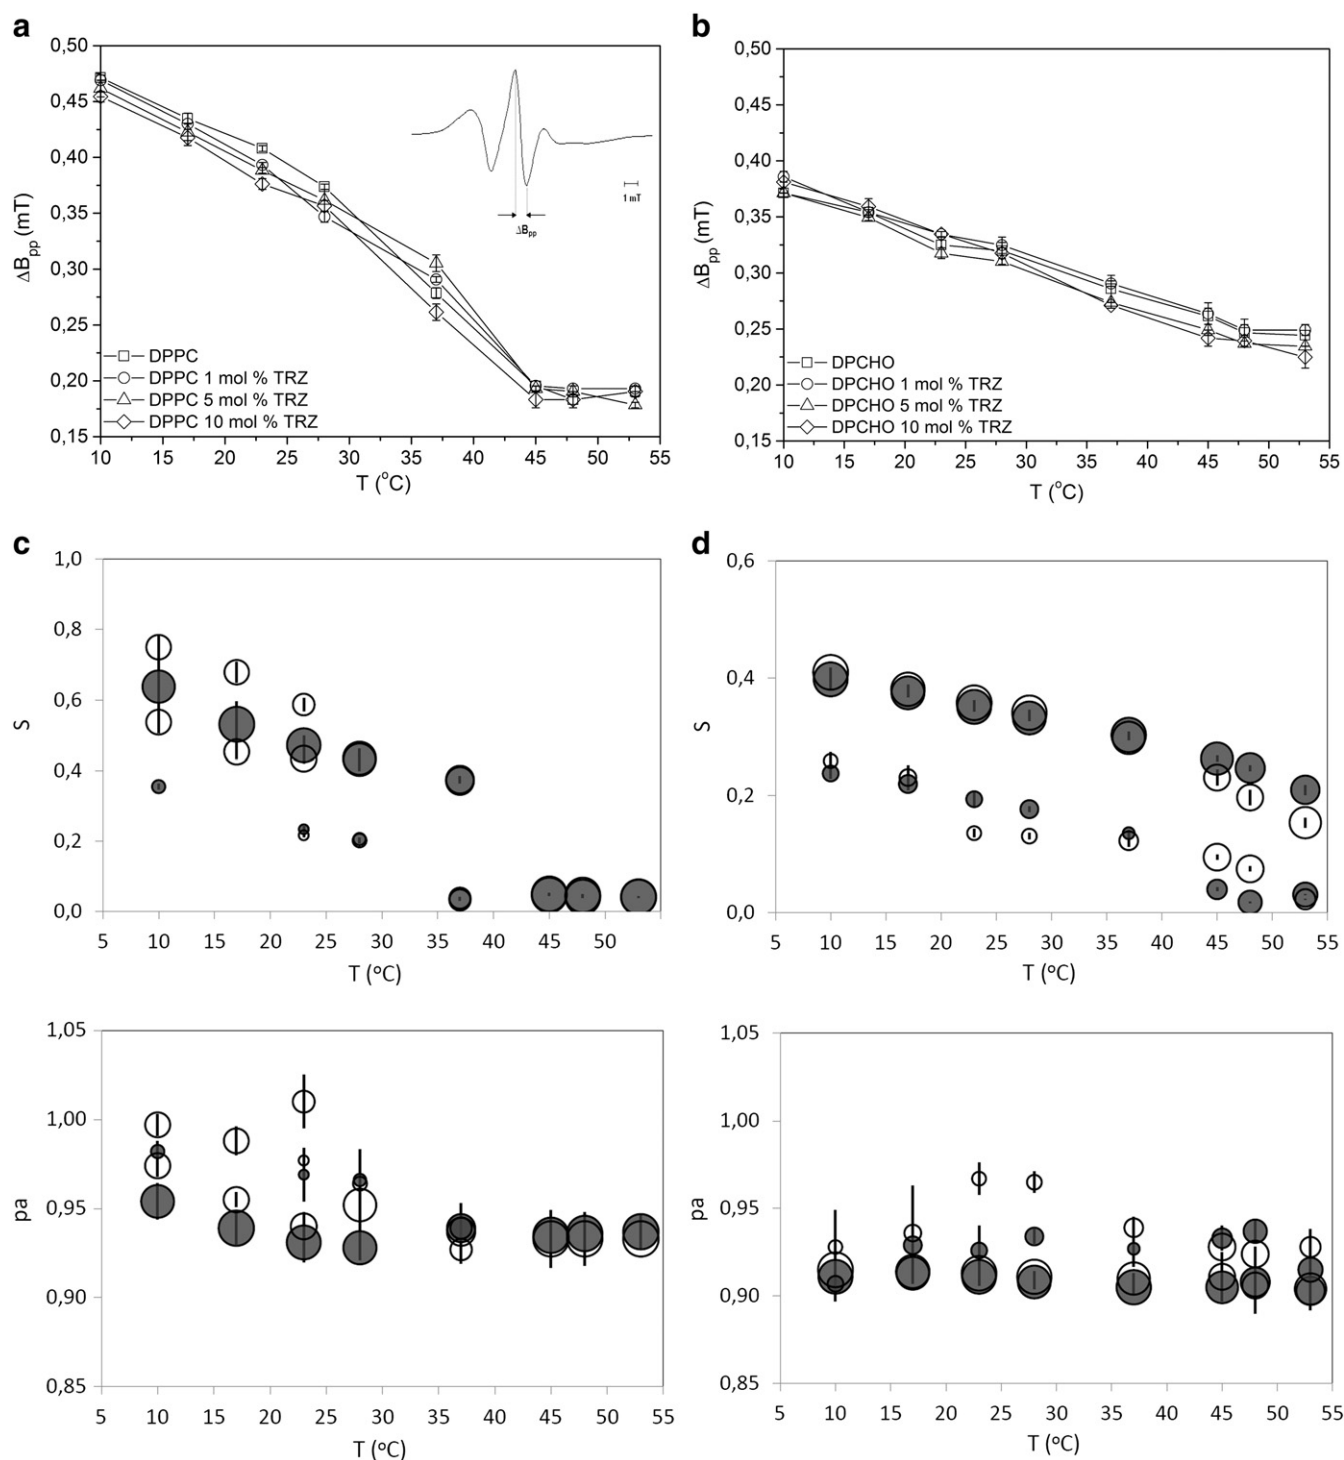 a
0,50
0,45
0,40
0,35
0,30
0,25
0,20
0,15
ΔBpp (mT)
1 mT
ΔBpp
DPPC
DPPC 1 mol % TRZ
DPPC 5 mol % TRZ
DPPC 10 mol % TRZ
10 15 20 25 30 35 40 45 50 55
T (°C)
b
0,50
0,45
0,40
0,35
0,30
0,25
0,20
0,15
ΔBpp (mT)
DPCHO
DPCHO 1 mol % TRZ
DPCHO 5 mol % TRZ
DPCHO 10 mol % TRZ
10 15 20 25 30 35 40 45 50 55
T (°C)
c
1,0
0,8
0,6
0,4
0,2
0,0
S
5 10 15 20 25 30 35 40 45 50 55
T (°C)
d
0,6
0,4
0,2
0,0
S
5 10 15 20 25 30 35 40 45 50 55
T (°C)
1,05
1,00
0,95
0,90
0,85
pa
5 10 15 20 25 30 35 40 45 50 55
T (°C)
1,05
1,00
0,95
0,90
0,85
pa
5 10 15 20 25 30 35 40 45 50 55
T (°C)